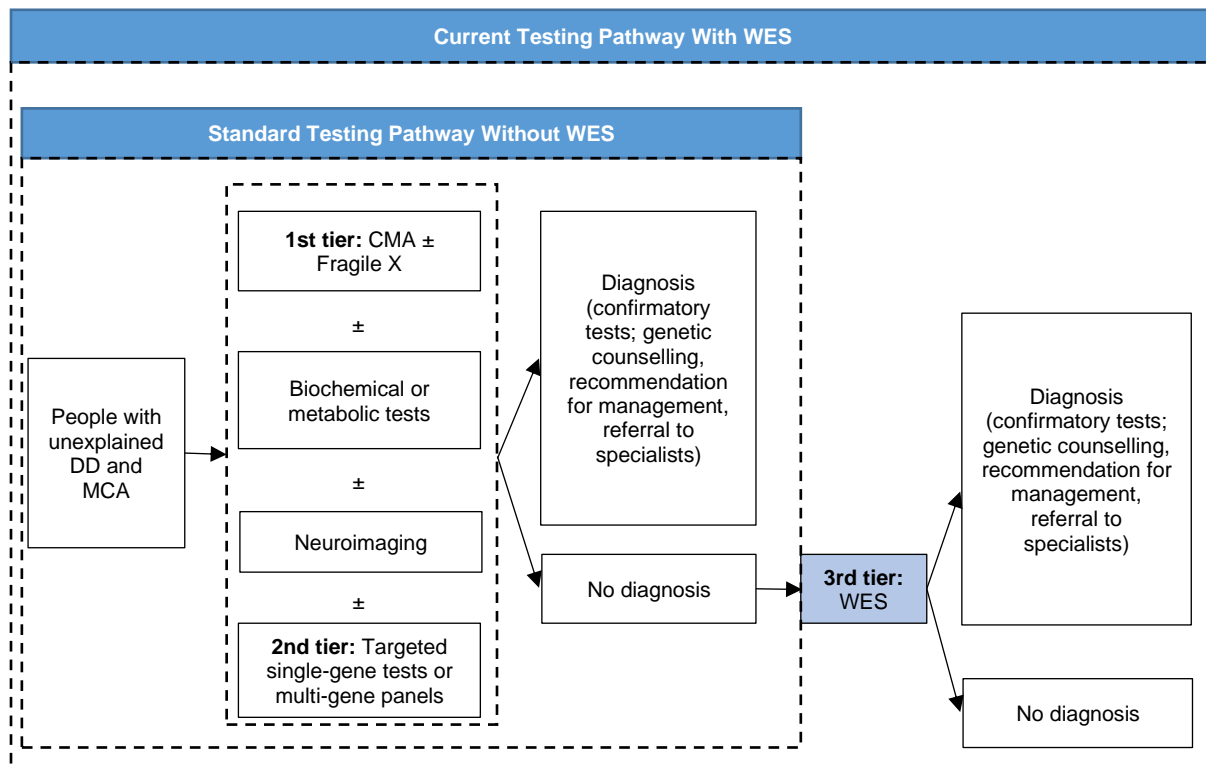 Current Testing Pathway With WES
Standard Testing Pathway Without WES
People with
unexplained
DD and
MCA
1st tier: CMA ±
Fragile X
±
Biochemical or
metabolic tests
±
Neuroimaging
±
2nd tier: Targeted
single-gene tests or
multi-gene panels
Diagnosis
(confirmatory
tests; genetic
counselling,
recommendation
for management,
referral to
specialists)
No diagnosis
3rd tier:
WES
Diagnosis
(confirmatory tests;
genetic counselling,
recommendation for
management,
referral to
specialists)
No diagnosis